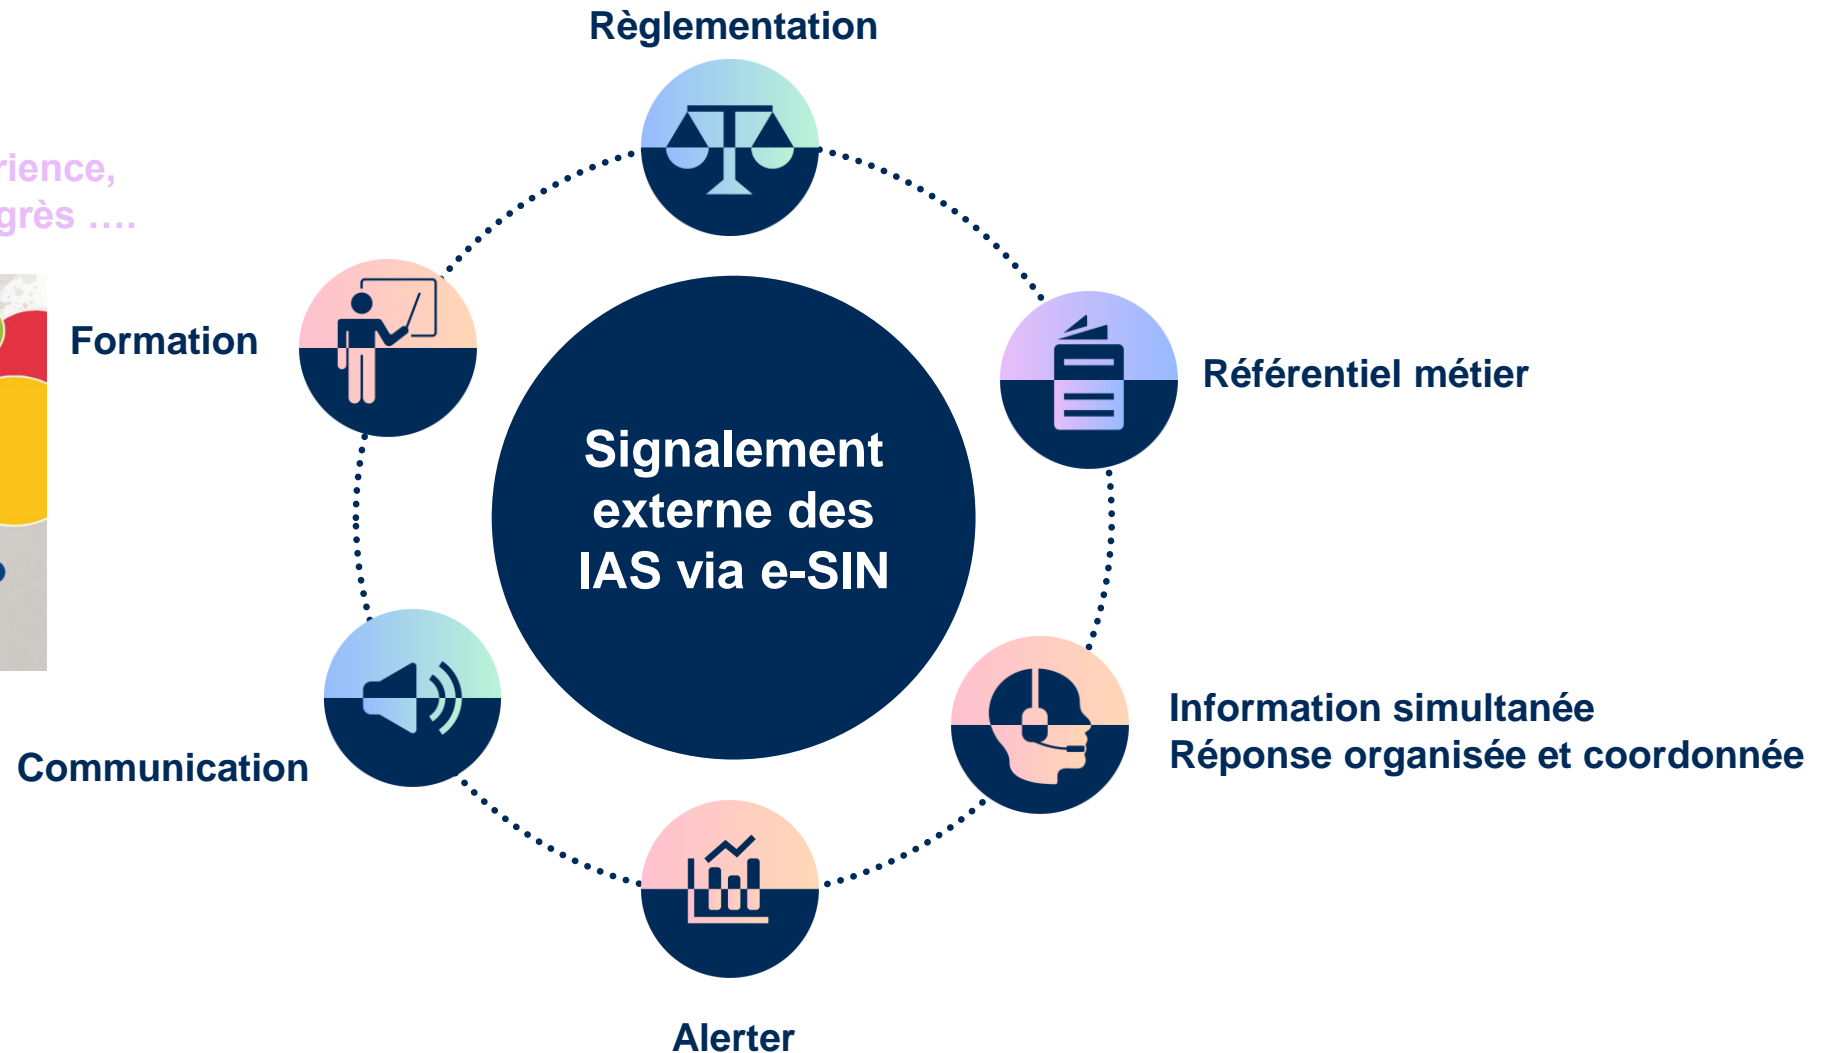 Règlementation
rience,
grès ….
Formation
Référentiel métier
Signalement
externe des
IAS via e-SIN
Information simultanée
Réponse organisée et coordonnée
Communication
Alerter